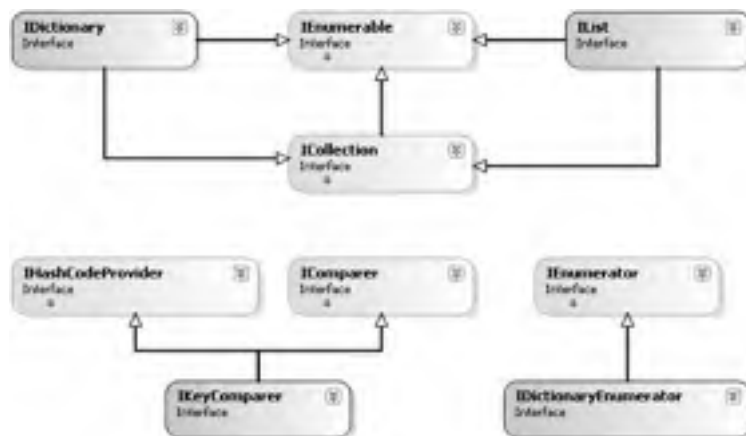 IDictionary
Interface
IEnumerable
Interface
IList
Interface
ICollection
Interface
IHashCodeProvider
Interface
IComparer
Interface
IEnumerator
Interface
IKeyComparer
Interface
IDictionaryEnumerator
Interface